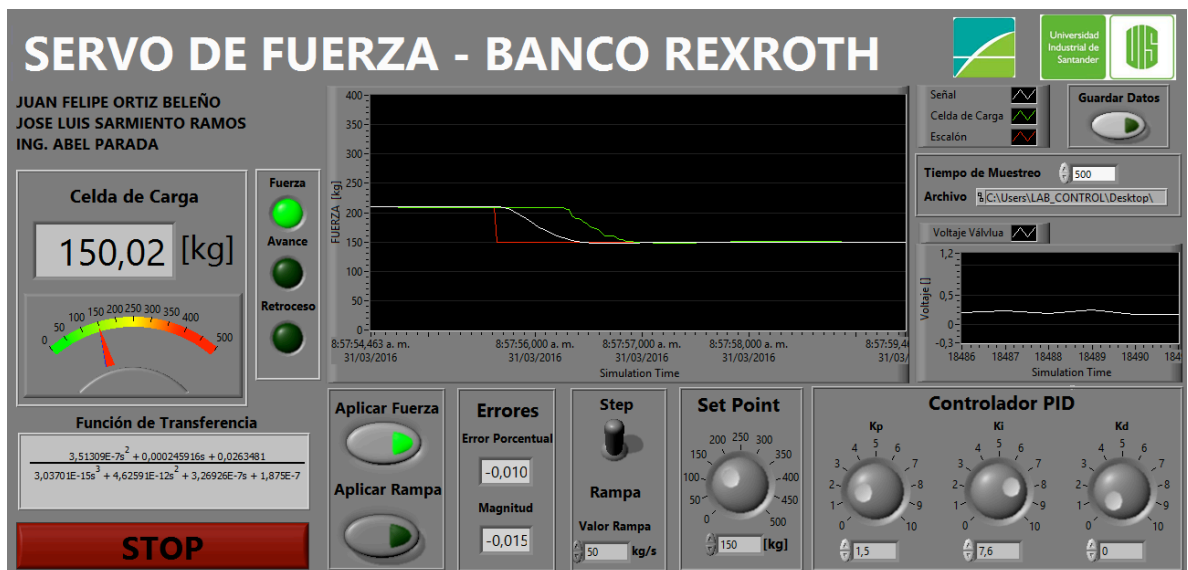 SERVO DE FUERZA - BANCO REXROTH
Universidad
Industrial de
Santander
UIS
JUAN FELIPE ORTIZ BELEÑO
JOSE LUIS SARMIENTO RAMOS
ING. ABEL PARADA
Celda de Carga
150,02 [kg]
0 50 100 150 200 250 300 350 400 500
Fuerza
Avance
Retroceso
FUERZA [kg]
400
350
300
250
200
150
100
50
0
8:57:54,463 a. m. 8:57:56,000 a. m. 8:57:57,000 a. m. 8:57:58,000 a. m. 8:57:59,4
31/03/2016 31/03/2016 31/03/2016 31/03/2016 31/03/
Simulation Time
Señal
Celda de Carga
Escalón
Guardar Datos
Tiempo de Muestreo 500
Archivo C:\Users\LAB_CONTROL\Desktop\
Voltaje Válvlua
Voltaje []
1,2
0,5
0
-0,3
18486 18487 18488 18489 18490 184
Simulation Time
Función de Transferencia
3,51309E-7s2 + 0,000245916s + 0,0263481
3,03701E-15s3 + 4,62591E-12s2 + 3,26926E-7s + 1,875E-7
STOP
Aplicar Fuerza
Aplicar Rampa
Errores
Error Porcentual
-0,010
Magnitud
-0,015
Step
Rampa
Valor Rampa
50 kg/s
Set Point
0 50 100 150 200 250 300 350 450 500
150 [kg]
Controlador PID
Kp
0 1 2 3 4 5 6 7 8 9 10
1,5
Ki
0 1 2 3 4 5 6 7 8 9 10
7,6
Kd
0 1 2 3 4 5 6 7 8 9 10
0